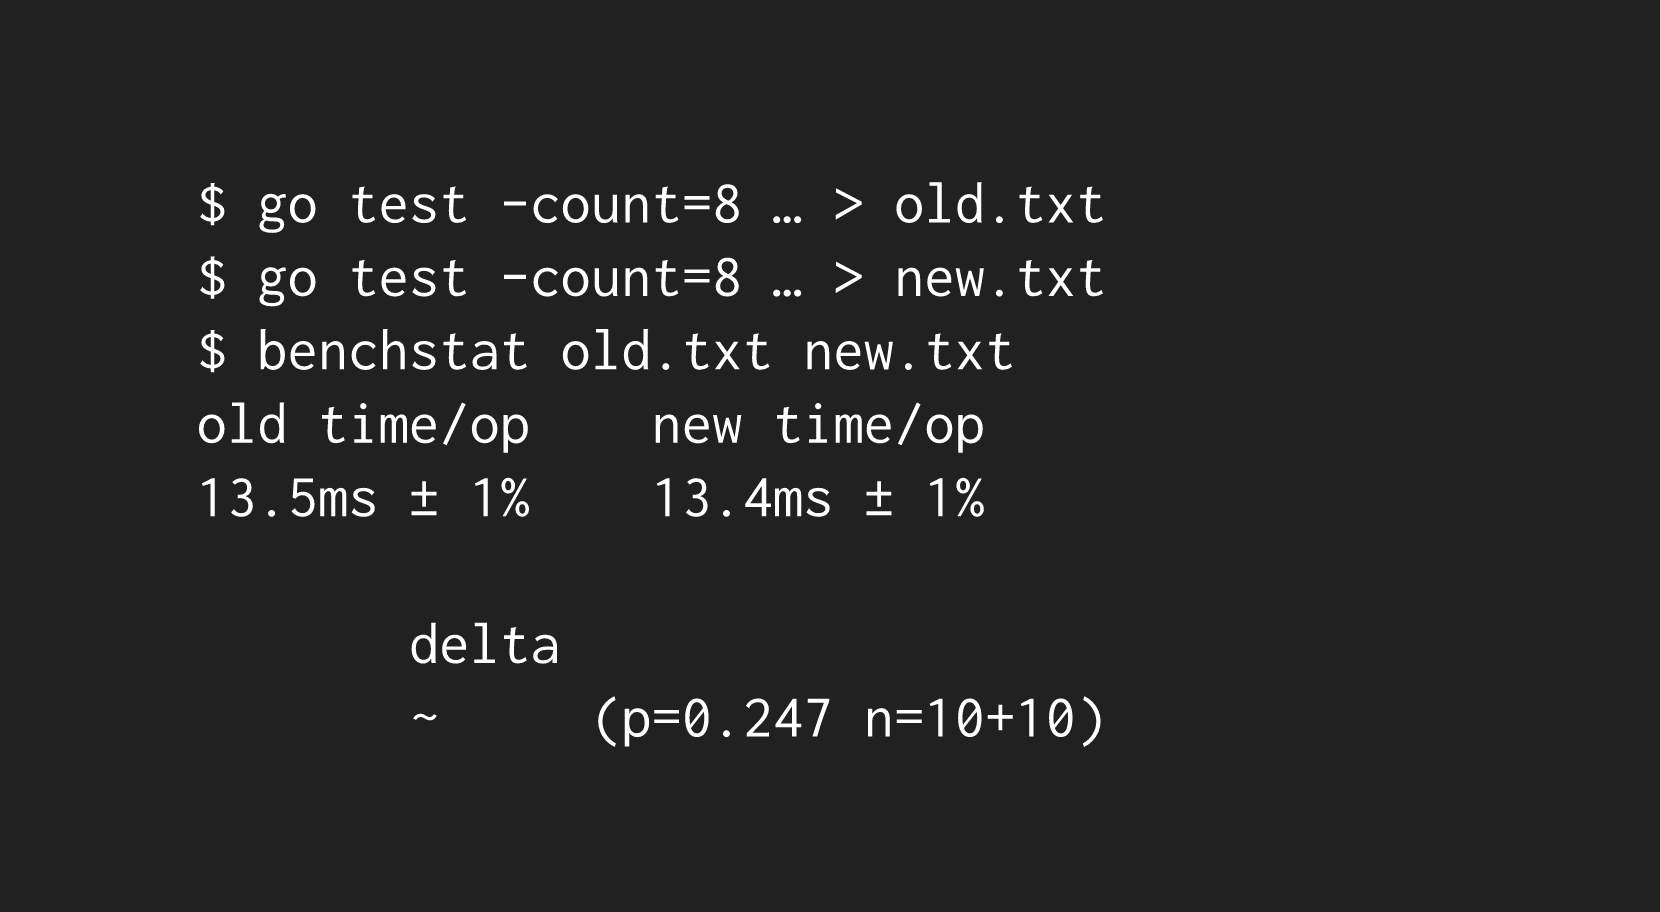 $ go test -count=8 … > old.txt
$ go test -count=8 … > new.txt
$ benchstat old.txt new.txt
old time/op    new time/op
13.5ms ± 1%    13.4ms ± 1%
delta
~     (p=0.247 n=10+10)